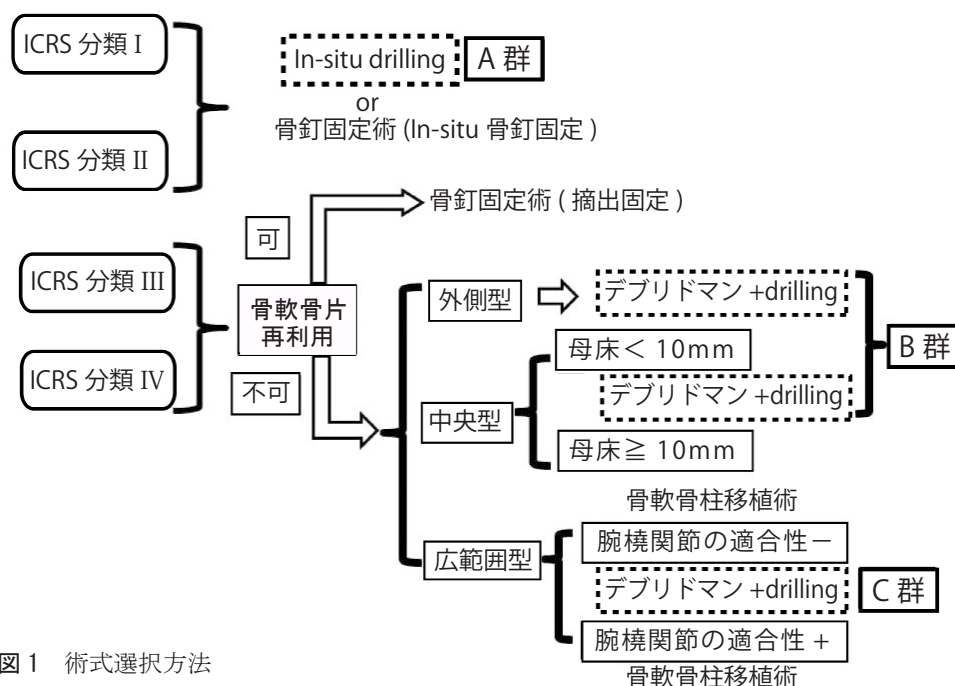 ICRS 分類 I
In-situ drilling
A 群
or
骨釘固定術 (In-situ 骨釘固定 )
ICRS 分類 II
可
骨釘固定術 ( 摘出固定 )
ICRS 分類 III
骨軟骨片
再利用
ICRS 分類 IV
不可
外側型
デブリドマン +drilling
母床< 10mm
デブリドマン +drilling
B 群
中央型
母床≧ 10mm
骨軟骨柱移植術
広範囲型
腕橈関節の適合性－
デブリドマン +drilling
C 群
腕橈関節の適合性 +
骨軟骨柱移植術
図 1 術式選択方法